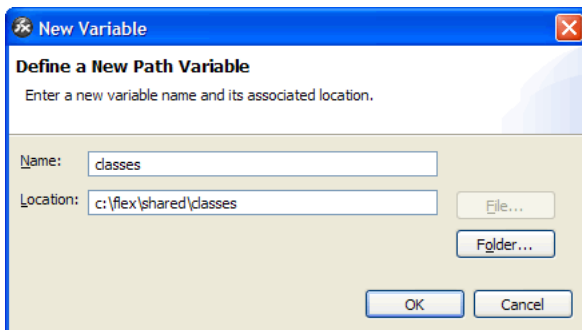 New Variable
Define a New Path Variable
Enter a new variable name and its associated location.
Name: classes
Location: c:\flex\shared\classes
File...
Folder...
OK Cancel